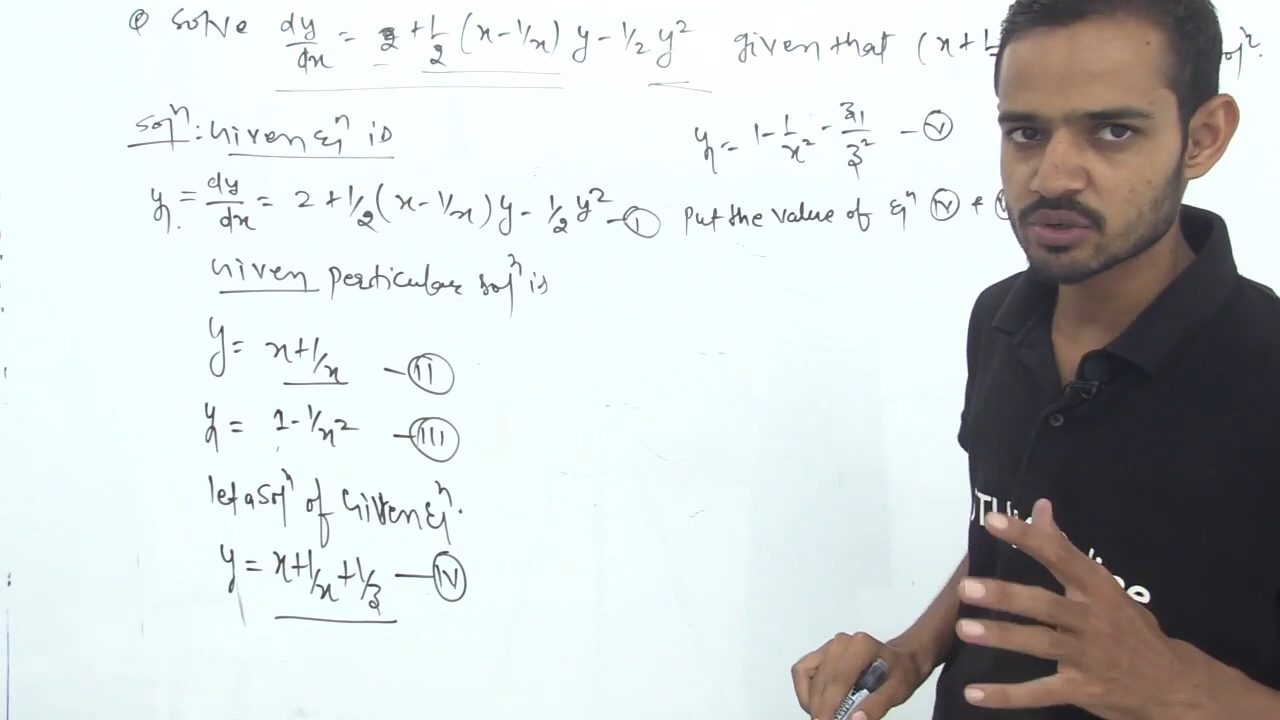 Q Solve dy/dx = 2 + 1/2 (x - 1/x) y - 1/2 y² given that (x + 1
Solⁿ: Given Eqⁿ is
y₁ = dy/dx = 2 + 1/2 (x - 1/x) y - 1/2 y² - (I)
Given perticular solⁿ is
y = x + 1/x - (II)
y₁ = 1 - 1/x² - (III)
let a Solⁿ of Given Eqⁿ.
y = x + 1/x + 1/z - (IV)
y₁ = 1 - 1/x² - z₁/z² - (V)
Put the value of Eqⁿ (IV) +